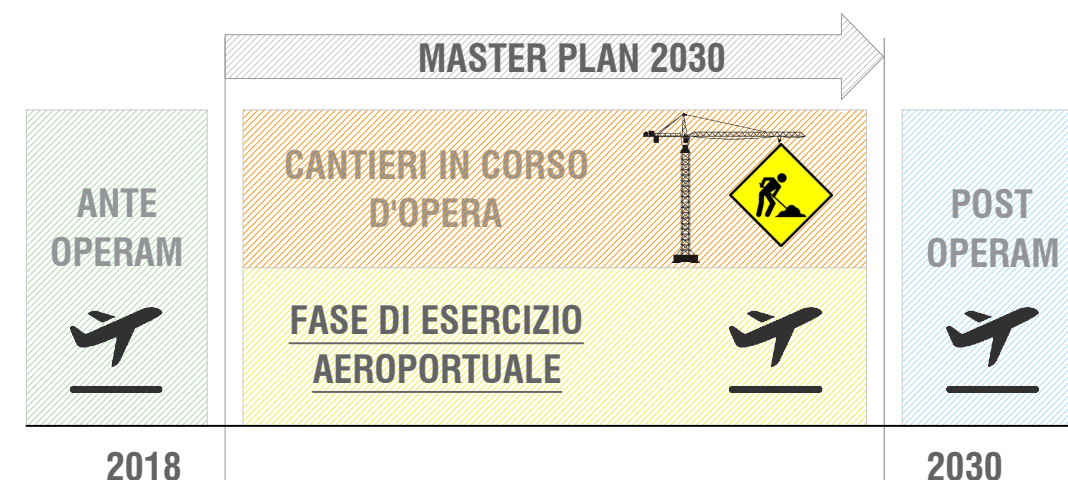 MASTER PLAN 2030
ANTE
OPERAM
CANTIERI IN CORSO
D'OPERA
FASE DI ESERCIZIO
AEROPORTUALE
POST
OPERAM
2018
2030